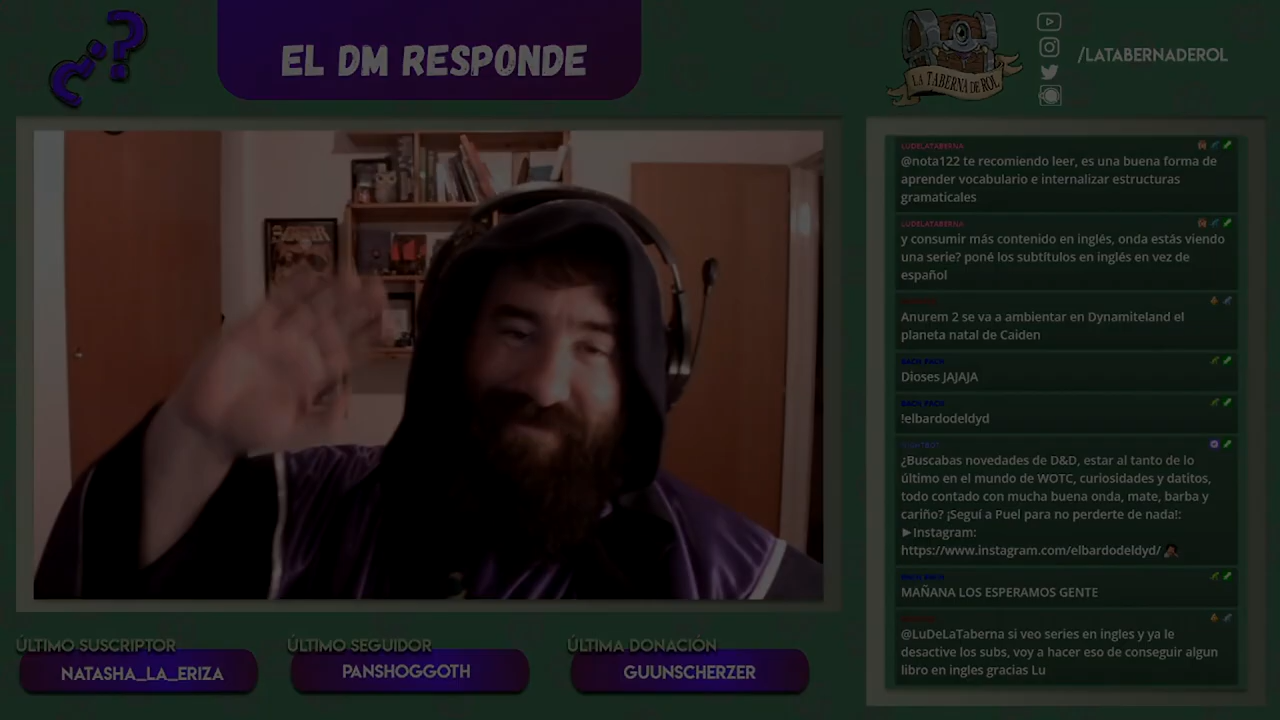 ¿?
EL DM RESPONDE
LA TABERNA DE ROL
/LATABERNADEROL
LUDELATABERNA
@nota122 te recomiendo leer, es una buena forma de
aprender vocabulario e internalizar estructuras
gramaticales
LUDELATABERNA
y consumir más contenido en inglés, onda estás viendo
una serie? poné los subtítulos en inglés en vez de
español
Anurem 2 se va a ambientar en Dynamiteland el
planeta natal de Caiden
Dioses JAJAJA
!elbardodeldyd
NIGHTBOT
¿Buscabas novedades de D&D, estar al tanto de lo
último en el mundo de WOTC, curiosidades y datitos,
todo contado con mucha buena onda, mate, barba y
cariño? ¡Seguí a Puel para no perderte de nada!:
►Instagram:
https://www.instagram.com/elbardodeldyd/
MAÑANA LOS ESPERAMOS GENTE
@LuDeLaTaberna si veo series en ingles y ya le
desactive los subs, voy a hacer eso de conseguir algun
libro en ingles gracias Lu
ÚLTIMO SUSCRIPTOR
NATASHA_LA_ERIZA
ÚLTIMO SEGUIDOR
PANSHOGGOTH
ÚLTIMA DONACIÓN
GUUNSCHERZER